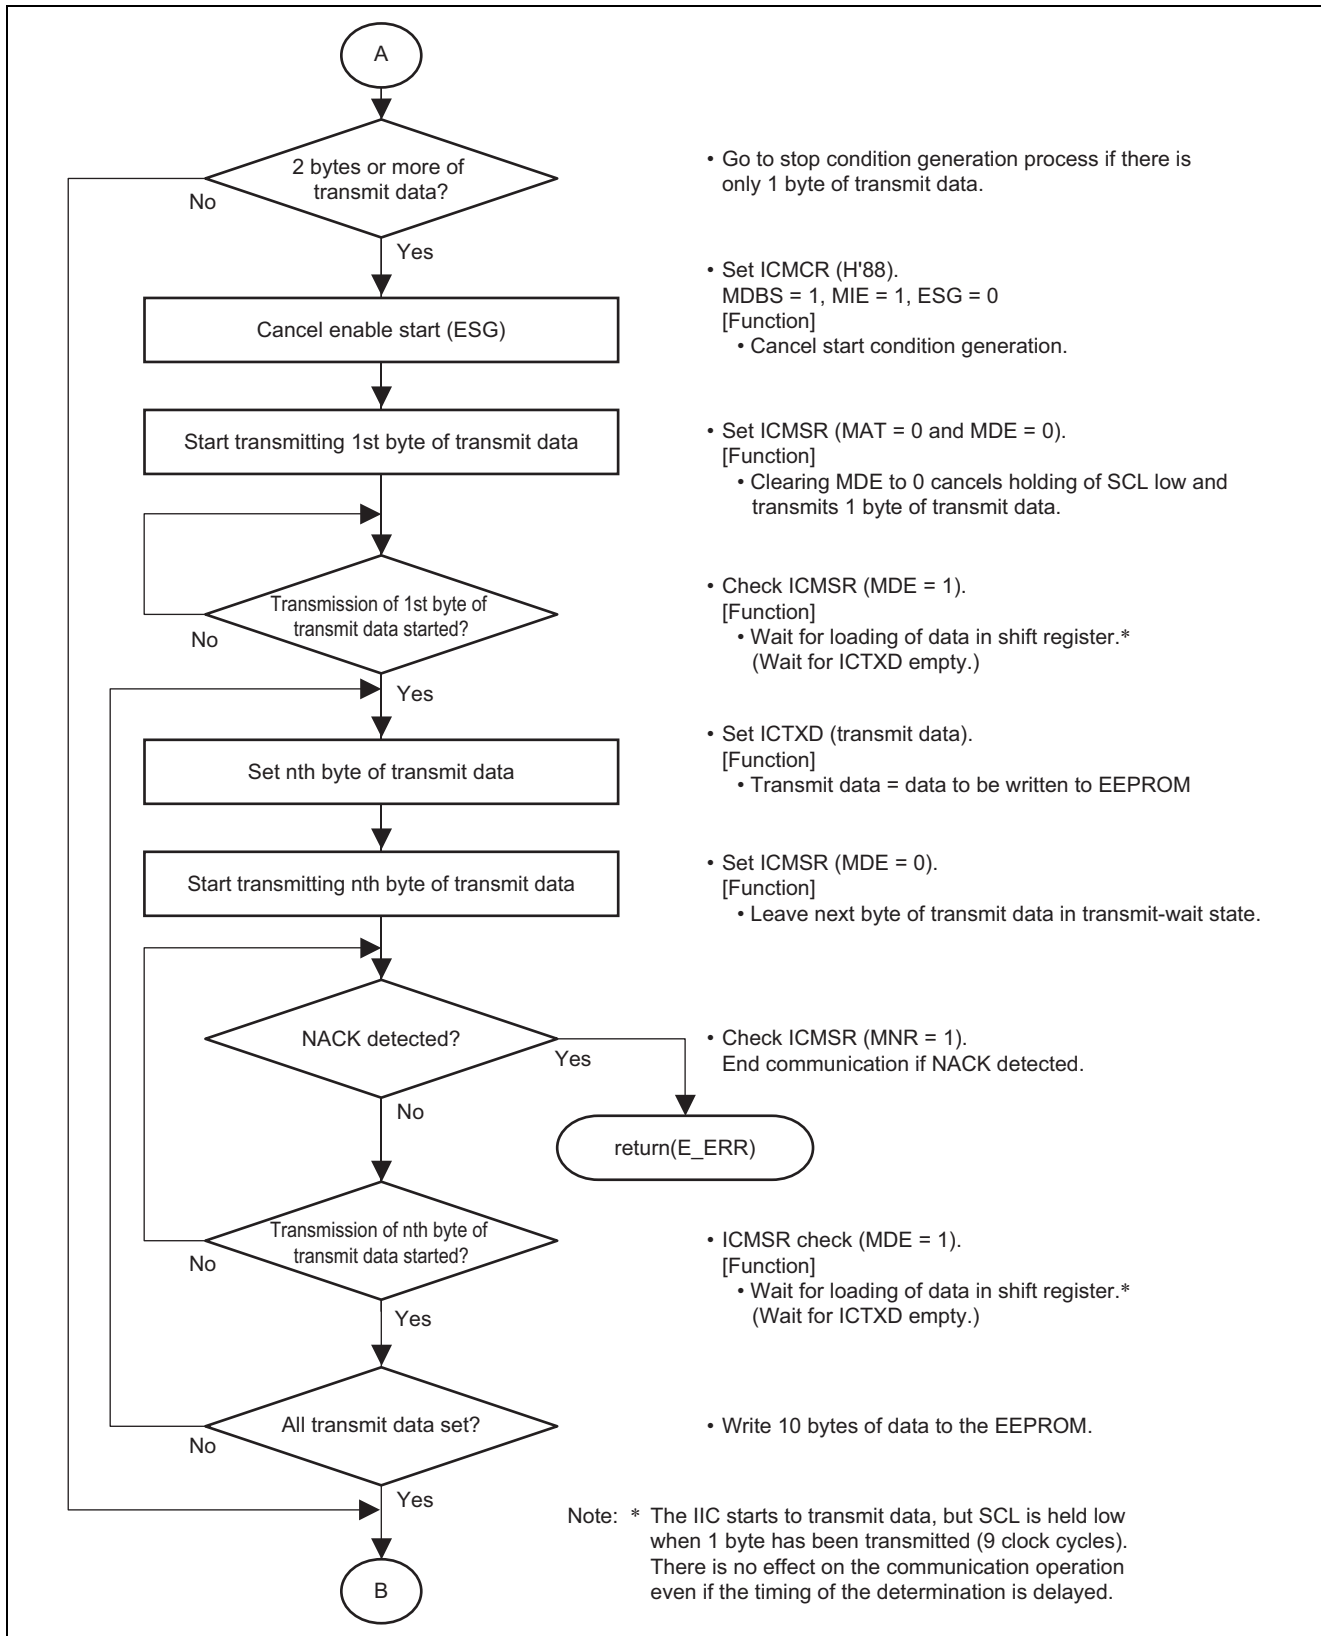 A
2 bytes or more of
transmit data?
No
Yes
• Go to stop condition generation process if there is
only 1 byte of transmit data.
Cancel enable start (ESG)
• Set ICMCR (H'88).
MDBS = 1, MIE = 1, ESG = 0
[Function]
• Cancel start condition generation.
Start transmitting 1st byte of transmit data
• Set ICMSR (MAT = 0 and MDE = 0).
[Function]
• Clearing MDE to 0 cancels holding of SCL low and
transmits 1 byte of transmit data.
Transmission of 1st byte of
transmit data started?
No
Yes
• Check ICMSR (MDE = 1).
[Function]
• Wait for loading of data in shift register.*
(Wait for ICTXD empty.)
Set nth byte of transmit data
• Set ICTXD (transmit data).
[Function]
• Transmit data = data to be written to EEPROM
Start transmitting nth byte of transmit data
• Set ICMSR (MDE = 0).
[Function]
• Leave next byte of transmit data in transmit-wait state.
NACK detected?
Yes
No
• Check ICMSR (MNR = 1).
End communication if NACK detected.
return(E_ERR)
Transmission of nth byte of
transmit data started?
No
Yes
• ICMSR check (MDE = 1).
[Function]
• Wait for loading of data in shift register.*
(Wait for ICTXD empty.)
All transmit data set?
No
Yes
• Write 10 bytes of data to the EEPROM.
Note: * The IIC starts to transmit data, but SCL is held low
when 1 byte has been transmitted (9 clock cycles).
There is no effect on the communication operation
even if the timing of the determination is delayed.
B